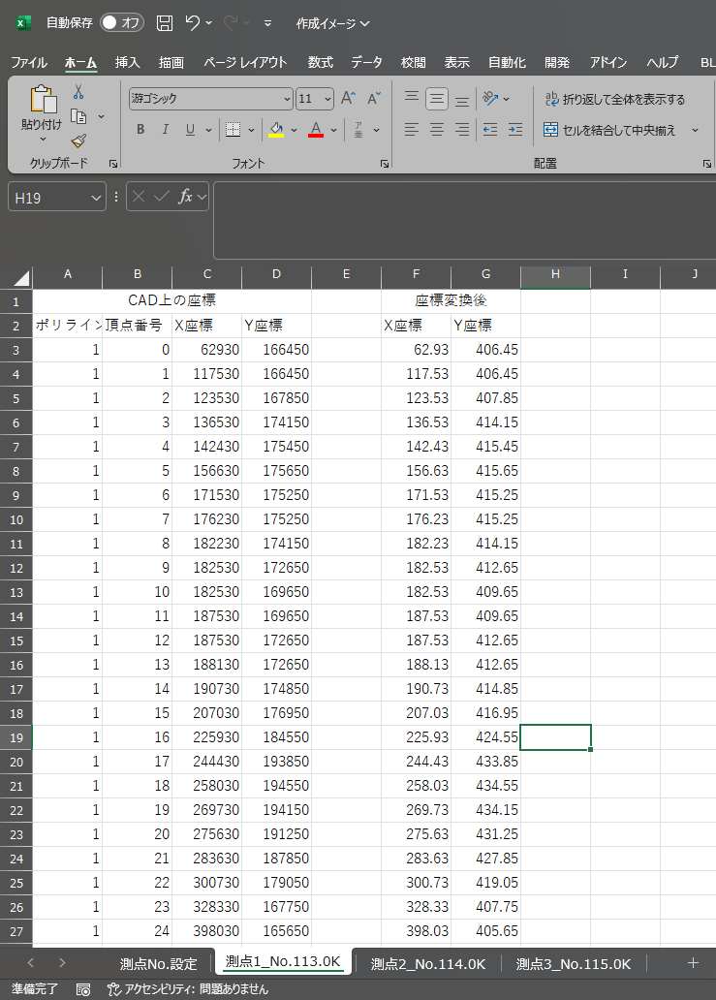 自動保存 オフ 作成イメージ
ファイル ホーム 挿入 描画 ページ レイアウト 数式 データ 校閲 表示 自動化 開発 アドイン ヘルプ BL
貼り付け 游ゴシック 11 A A ab 折り返して全体を表示する
B I U A セルを結合して中央揃え
クリップボード フォント 配置
H19 fx
A B C D E F G H I J
1 CAD上の座標 座標変換後
2 ポリライン 頂点番号 X座標 Y座標 X座標 Y座標
3 1 0 62930 166450 62.93 406.45
4 1 1 117530 166450 117.53 406.45
5 1 2 123530 167850 123.53 407.85
6 1 3 136530 174150 136.53 414.15
7 1 4 142430 175450 142.43 415.45
8 1 5 156630 175650 156.63 415.65
9 1 6 171530 175250 171.53 415.25
10 1 7 176230 175250 176.23 415.25
11 1 8 182230 174150 182.23 414.15
12 1 9 182530 172650 182.53 412.65
13 1 10 182530 169650 182.53 409.65
14 1 11 187530 169650 187.53 409.65
15 1 12 187530 172650 187.53 412.65
16 1 13 188130 172650 188.13 412.65
17 1 14 190730 174850 190.73 414.85
18 1 15 207030 176950 207.03 416.95
19 1 16 225930 184550 225.93 424.55
20 1 17 244430 193850 244.43 433.85
21 1 18 258030 194550 258.03 434.55
22 1 19 269730 194150 269.73 434.15
23 1 20 275630 191250 275.63 431.25
24 1 21 283630 187850 283.63 427.85
25 1 22 300730 179050 300.73 419.05
26 1 23 328330 167750 328.33 407.75
27 1 24 398030 165650 398.03 405.65
測点No.設定 測点1_No.113.0K 測点2_No.114.0K 測点3_No.115.0K
準備完了 アクセシビリティ: 問題ありません